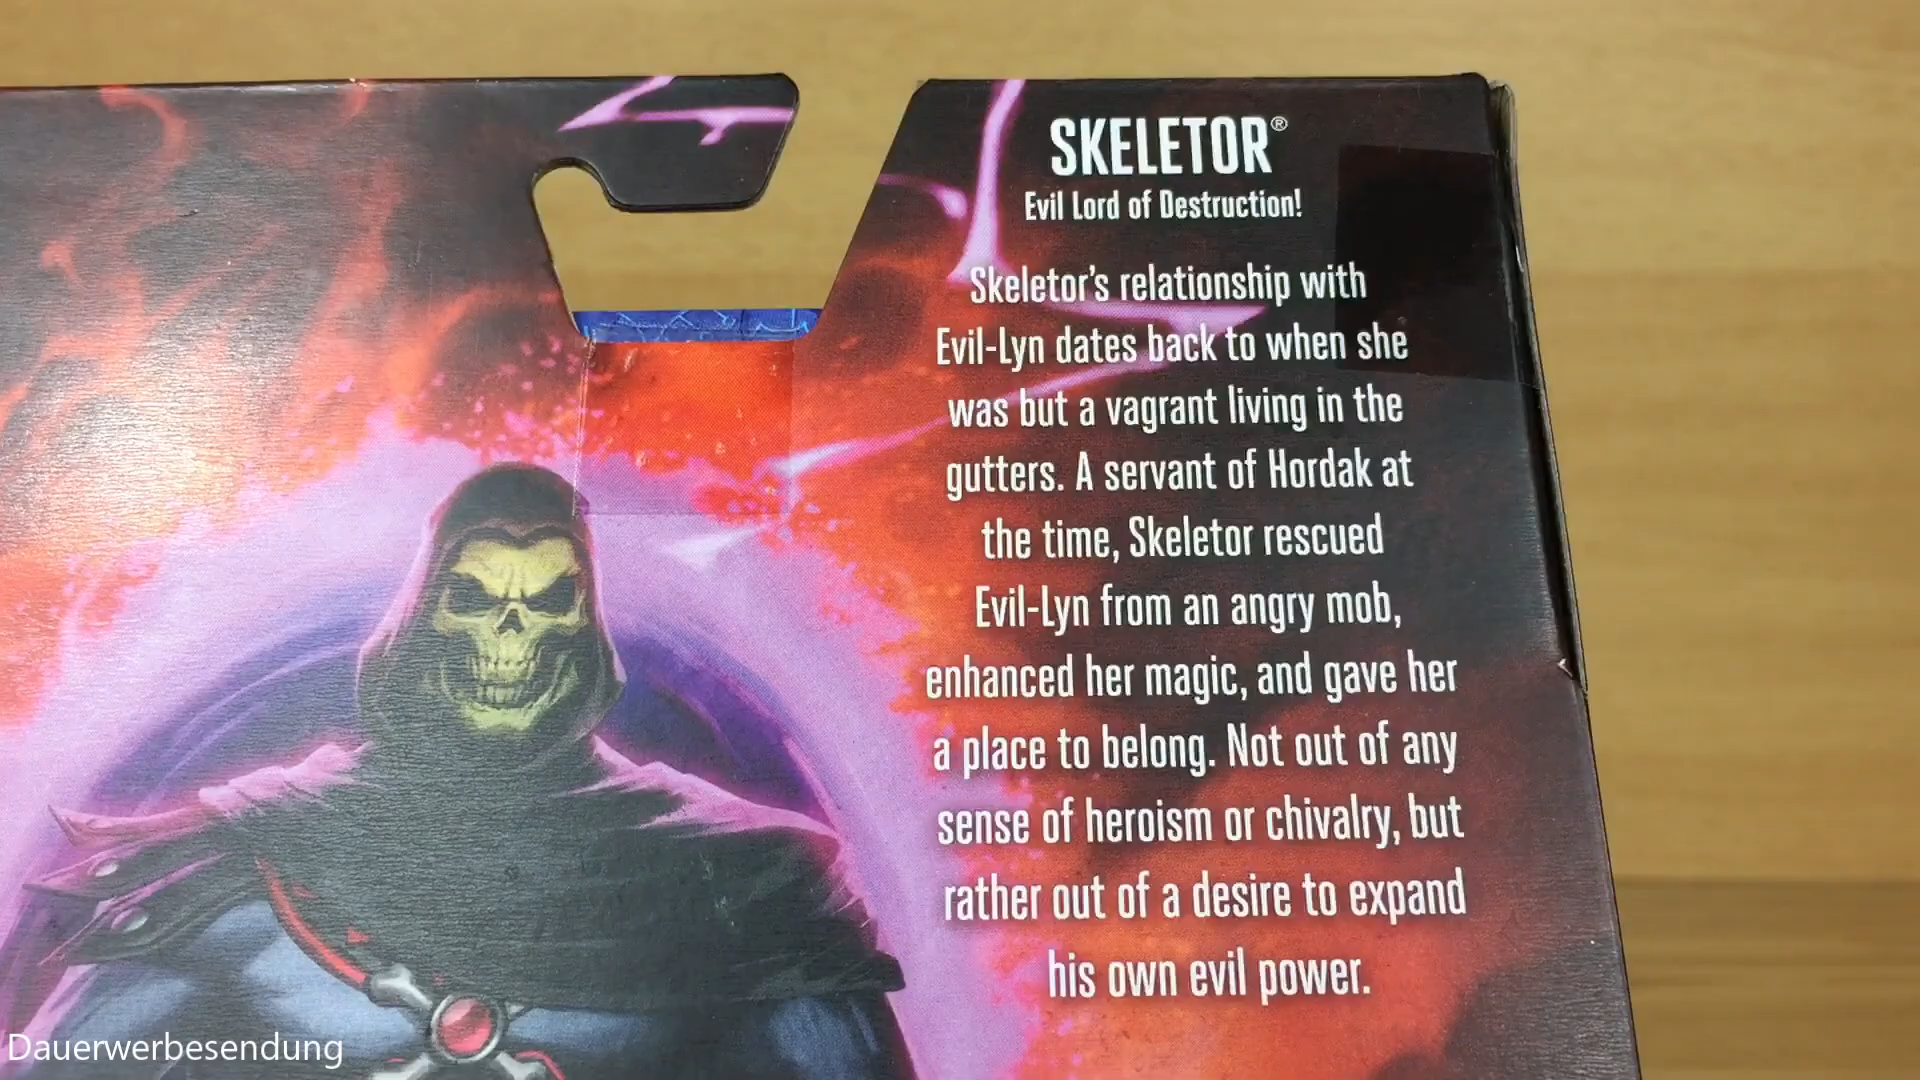 SKELETOR®
Evil Lord of Destruction!
Skeletor's relationship with
Evil-Lyn dates back to when she
was but a vagrant living in the
gutters. A servant of Hordak at
the time, Skeletor rescued
Evil-Lyn from an angry mob,
enhanced her magic, and gave her
a place to belong. Not out of any
sense of heroism or chivalry, but
rather out of a desire to expand
his own evil power.
Dauerwerbesendung